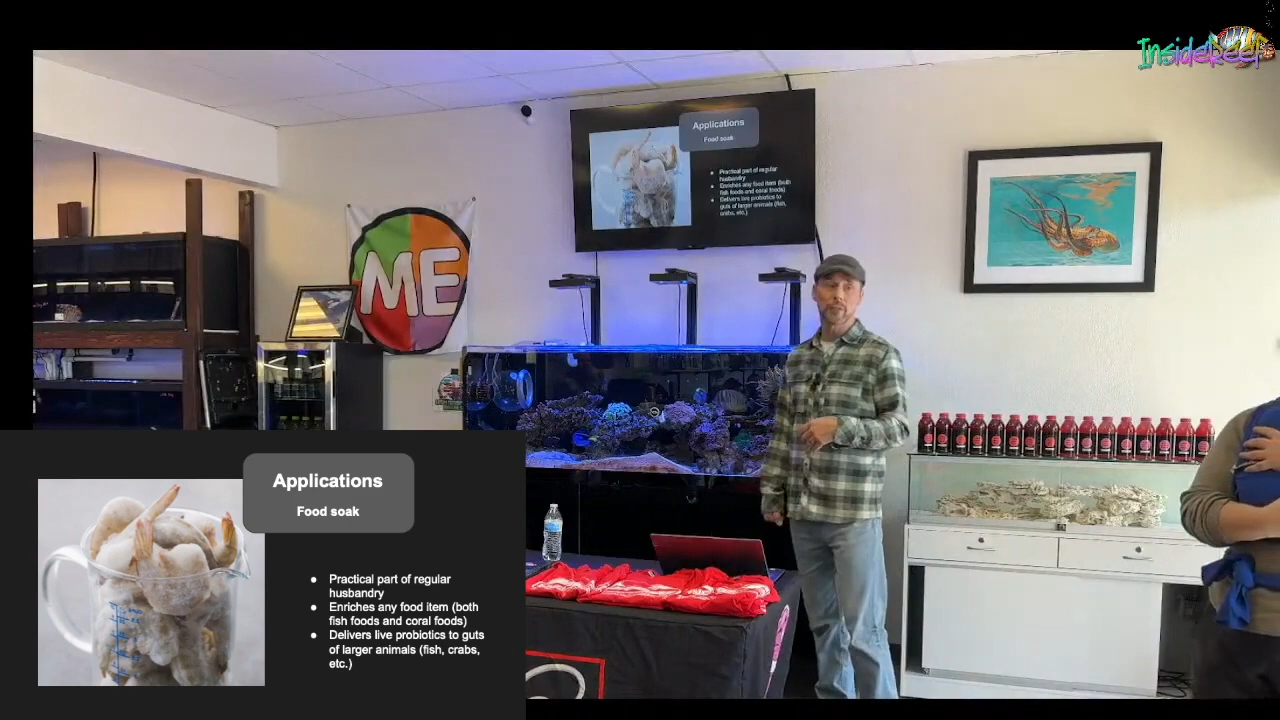 InsideReef
Applications
Food soak
● Practical part of regular
husbandry
● Enriches any food item (both
fish foods and coral foods)
● Delivers live probiotics to
guts of larger animals (fish,
crabs, etc.)
ME
Applications
Food soak
● Practical part of regular
husbandry
● Enriches any food item (both
fish foods and coral foods)
● Delivers live probiotics to guts
of larger animals (fish, crabs,
etc.)